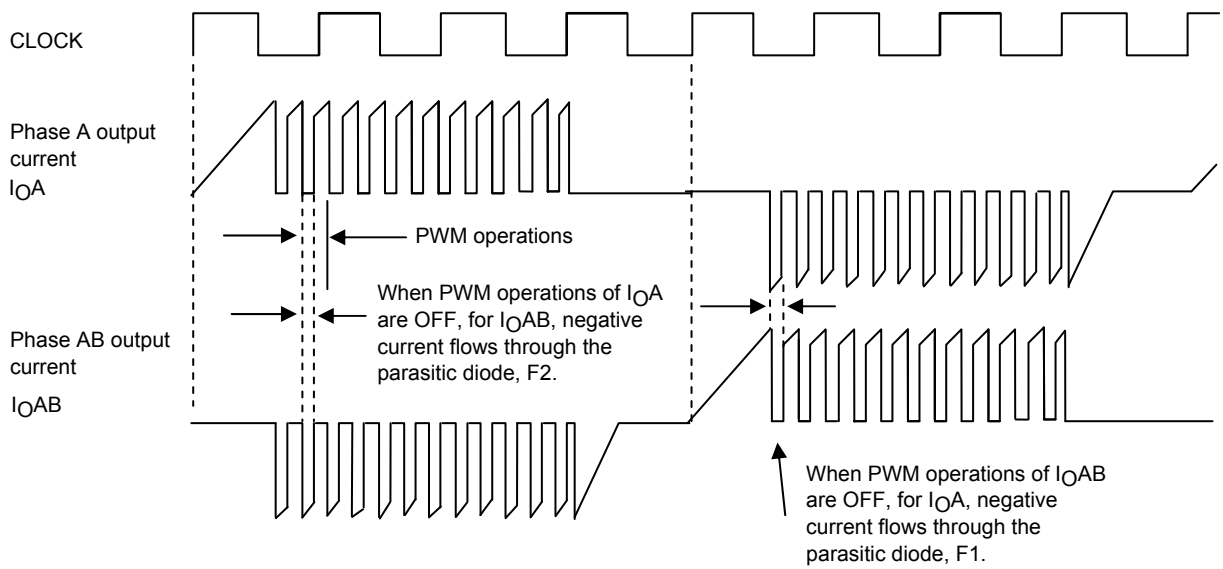 CLOCK
Phase A output
current
IOA
PWM operations
When PWM operations of IOA
are OFF, for IOAB, negative
current flows through the
parasitic diode, F2.
Phase AB output
current
IOAB
When PWM operations of IOAB
are OFF, for IOA, negative
current flows through the
parasitic diode, F1.